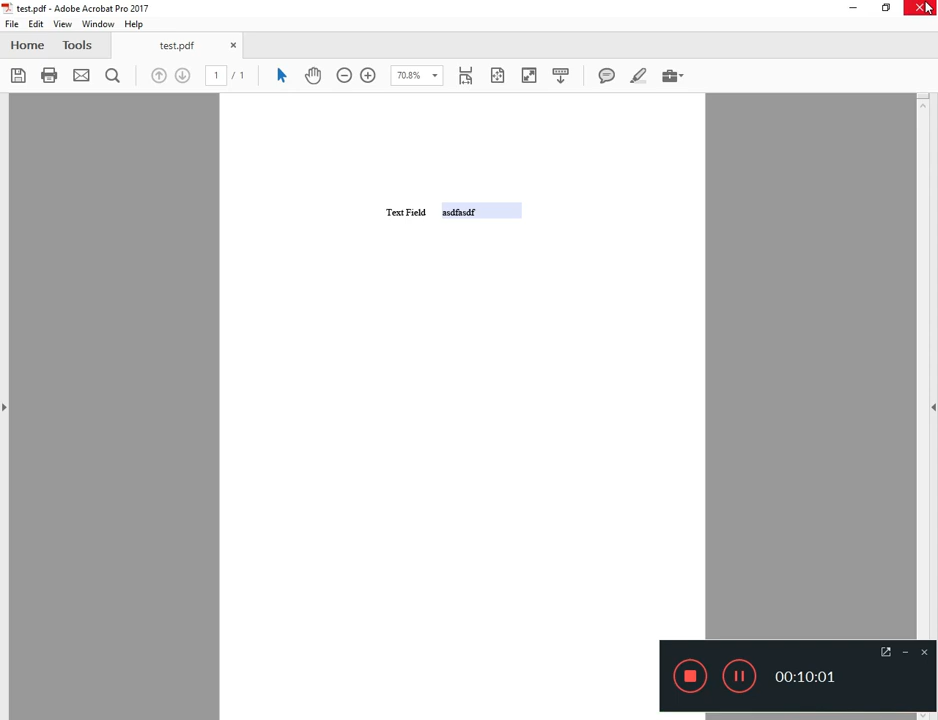 test.pdf - Adobe Acrobat Pro 2017
File Edit View Window Help
Home Tools test.pdf ×
1 / 1 70.8%
Text Field asdfasdf
00:10:01